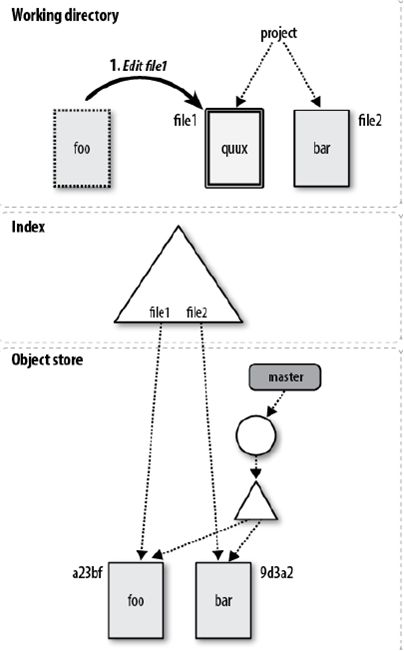 Working directory
project
1. Edit file1
file1
file2
foo
quux
bar
Index
file1 file2
Object store
master
a23bf
9d3a2
foo
bar